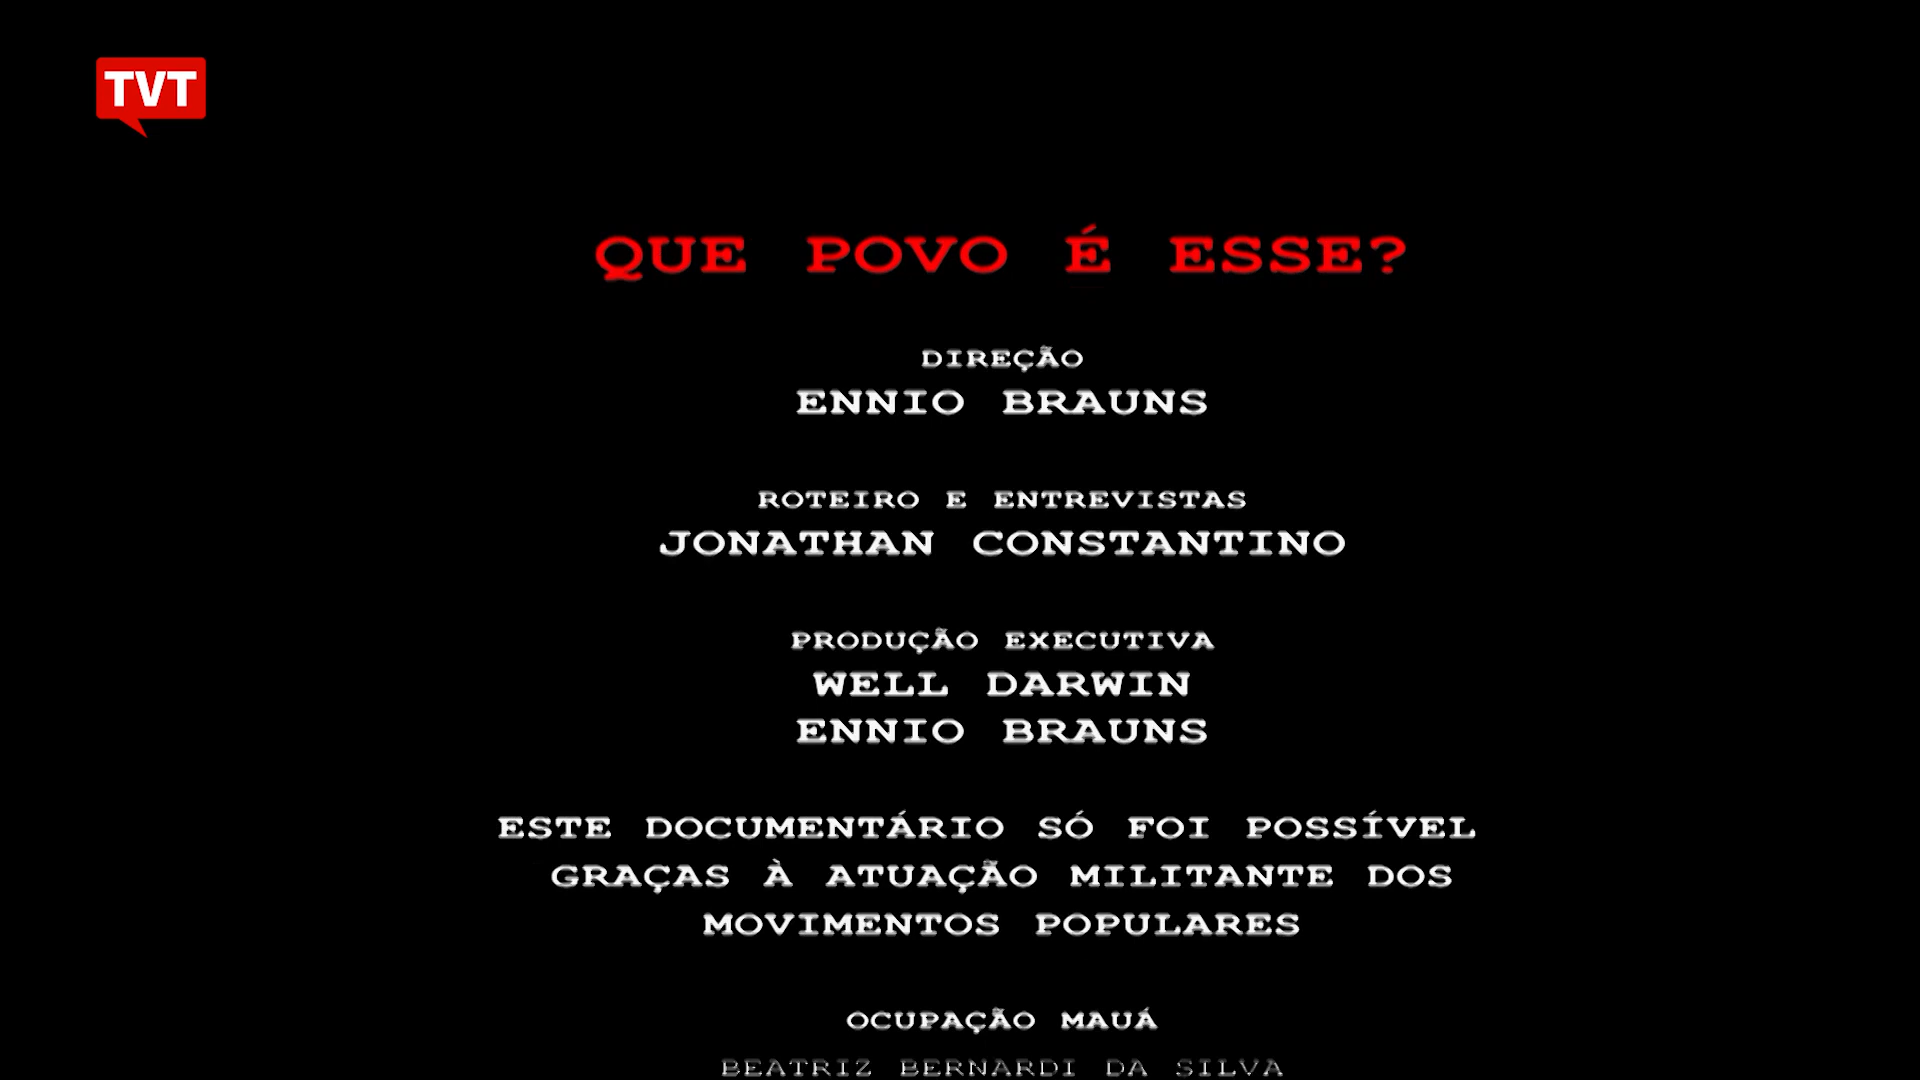 TVT
QUE POVO É ESSE?
DIREÇÃO
ENNIO BRAUNS
ROTEIRO E ENTREVISTAS
JONATHAN CONSTANTINO
PRODUÇÃO EXECUTIVA
WELL DARWIN
ENNIO BRAUNS
ESTE DOCUMENTÁRIO SÓ FOI POSSÍVEL
GRAÇAS À ATUAÇÃO MILITANTE DOS
MOVIMENTOS POPULARES
OCUPAÇÃO MAUÁ
BEATRIZ BERNARDI DA SILVA